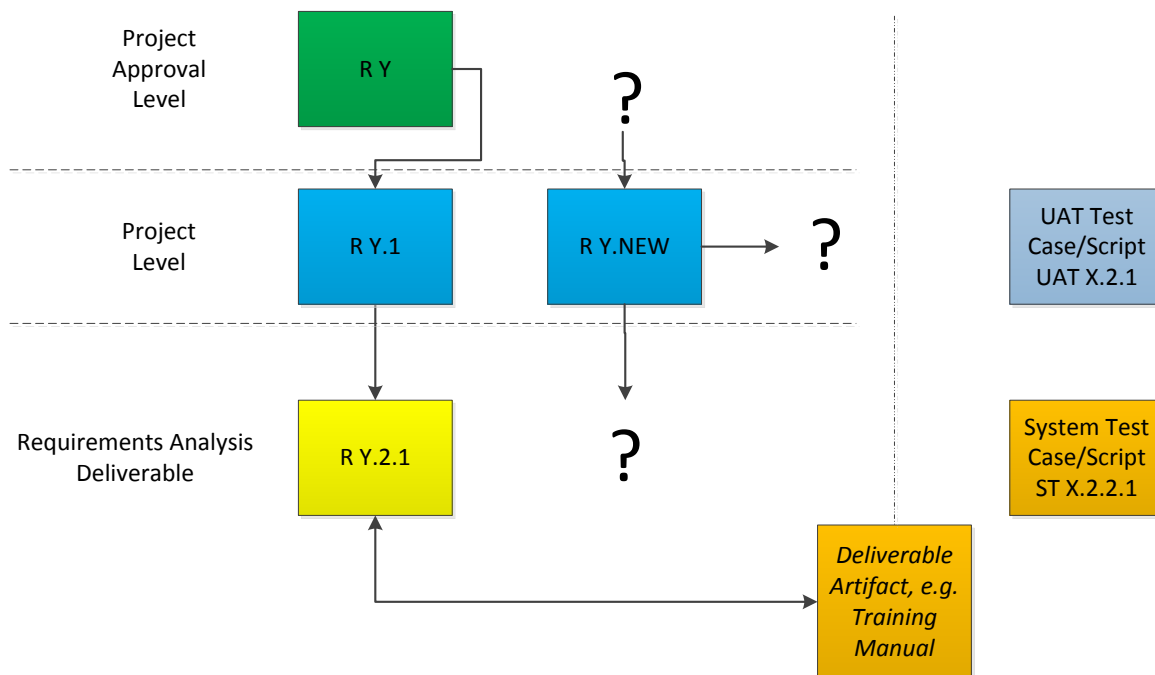 Project
Approval
Level
R Y
?
Project
Level
R Y.1
R Y.NEW
?
UAT Test
Case/Script
UAT X.2.1
Requirements Analysis
Deliverable
R Y.2.1
?
System Test
Case/Script
ST X.2.2.1
Deliverable
Artifact, e.g.
Training
Manual